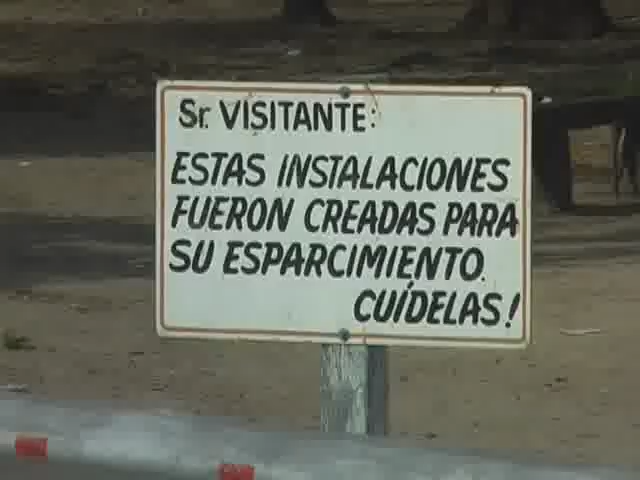 Sr. VISITANTE:
ESTAS INSTALACIONES
FUERON CREADAS PARA
SU ESPARCIMIENTO.
CUÍDELAS!